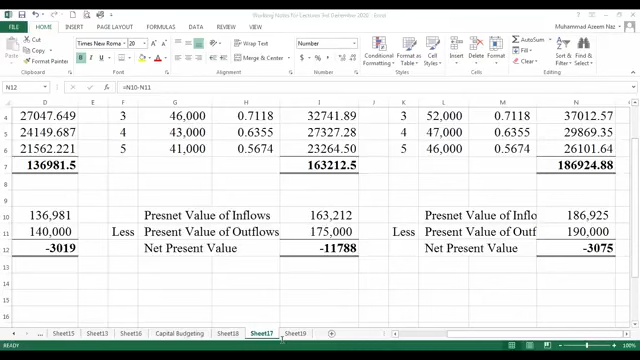 Working Notes for Lectures 3rd December 2020 - Excel
Muhammad Azeem Naz
FILE HOME INSERT PAGE LAYOUT FORMULAS DATA REVIEW VIEW
Paste
Cut
Copy
Format Painter
Clipboard
Times New Roma 20
B I U
Font
Wrap Text
Merge & Center
Alignment
Number
Number
Conditional Formatting
Format as Table
Cell Styles
Styles
Insert Delete Format
Cells
AutoSum
Fill
Clear
Sort & Filter
Find & Select
Editing
N12 =N10-N11
D E F G H I J K L M N
4 27047.649 3 46,000 0.7118 32741.89 3 52,000 0.7118 37012.57
5 24149.687 4 43,000 0.6355 27327.28 4 47,000 0.6355 29869.35
6 21562.221 5 41,000 0.5674 23264.50 5 46,000 0.5674 26101.64
7 136981.5 163212.5 186924.88
8
9
10 136,981 Presnet Value of Inflows 163,212 Presnet Value of Inflo 186,925
11 140,000 Less Present Value of Outflows 175,000 Less Present Value of Outf 190,000
12 -3019 Net Present Value -11788 Net Present Value -3075
13
14
15
16
... Sheet15 Sheet13 Sheet16 Capital Budgeting Sheet18 Sheet17 Sheet19
READY 100%